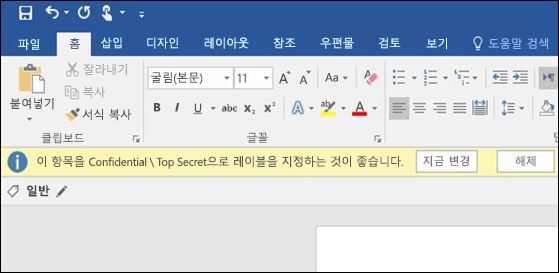 파일 홈 삽입 디자인 레이아웃 참조 우편물 검토 보기 도움말 검색
잘라내기
복사
서식 복사
붙여넣기
클립보드
굴림(본문) 11 Aa
가 I U abc x₂ x² A A
글꼴
이 항목을 Confidential \ Top Secret으로 레이블을 지정하는 것이 좋습니다. 지금 변경 해제
일반